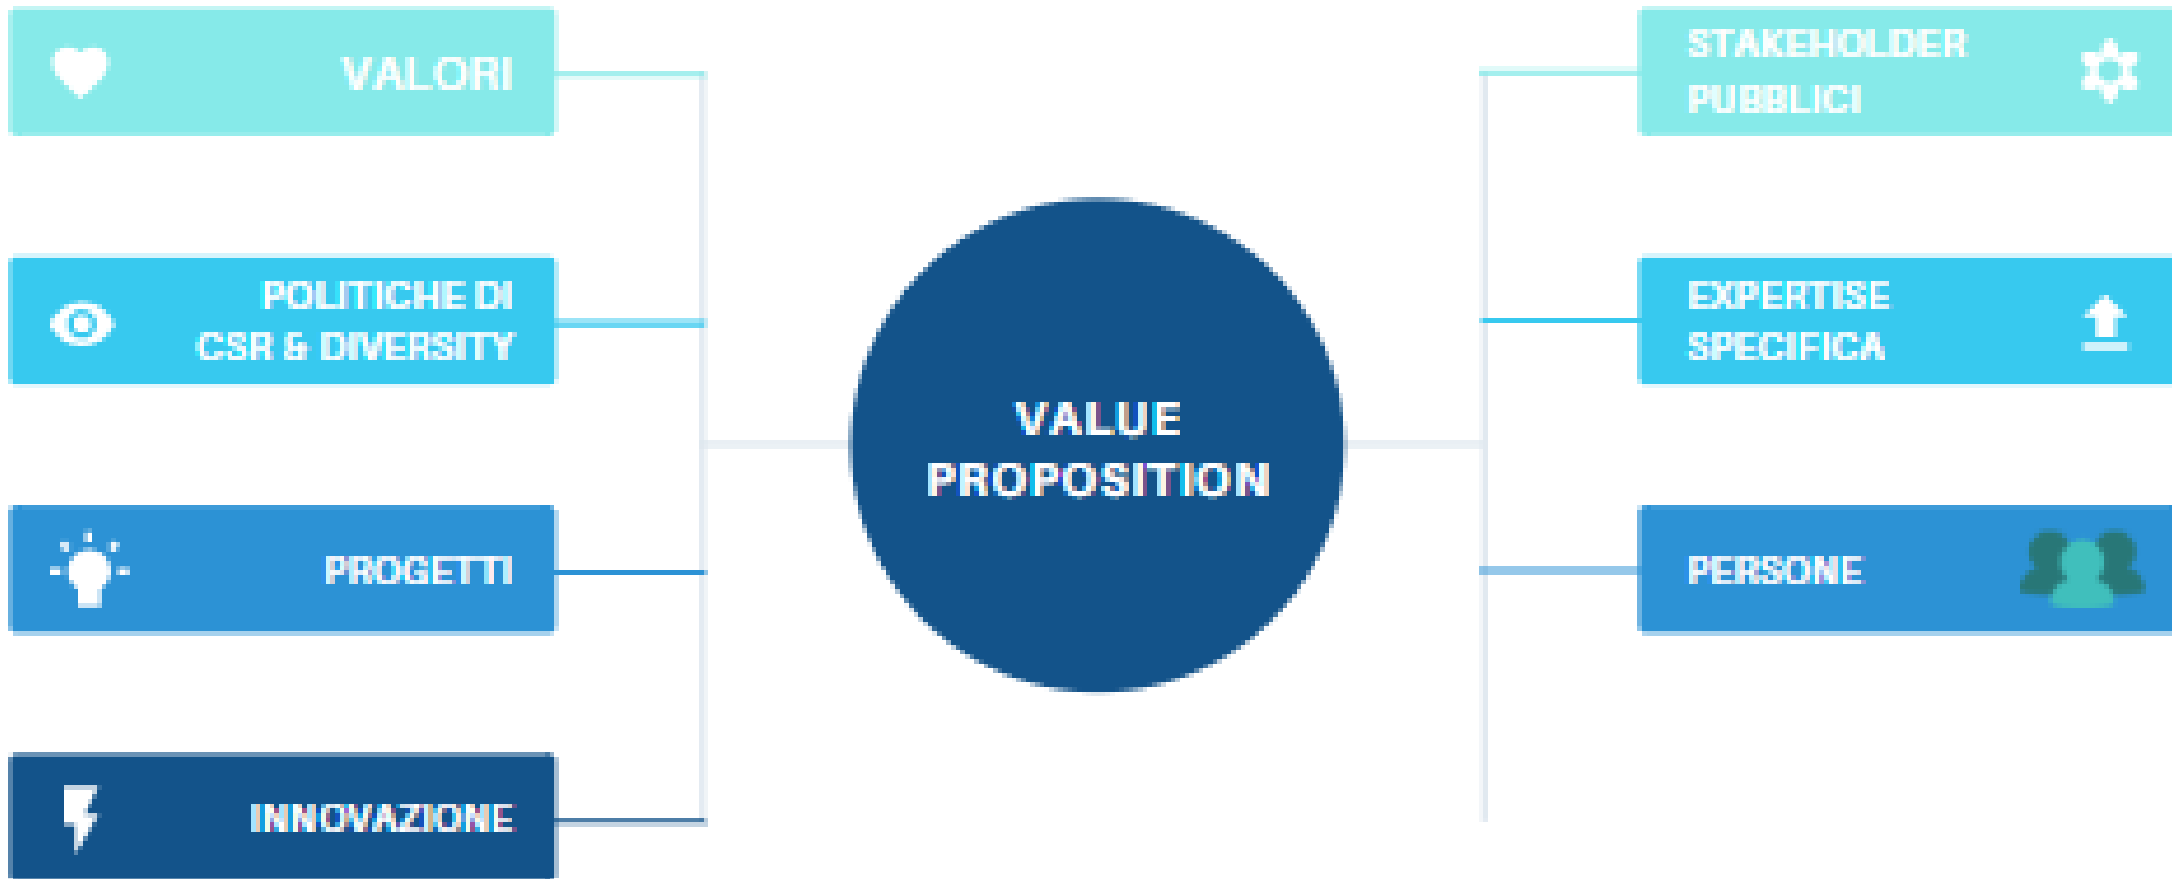 VALORI
POLITICHE DI
CSR & DIVERSITY
PROGETTI
INNOVAZIONE
VALUE
PROPOSITION
STAKEHOLDER
PUBBLICI
EXPERTISE
SPECIFICA
PERSONE